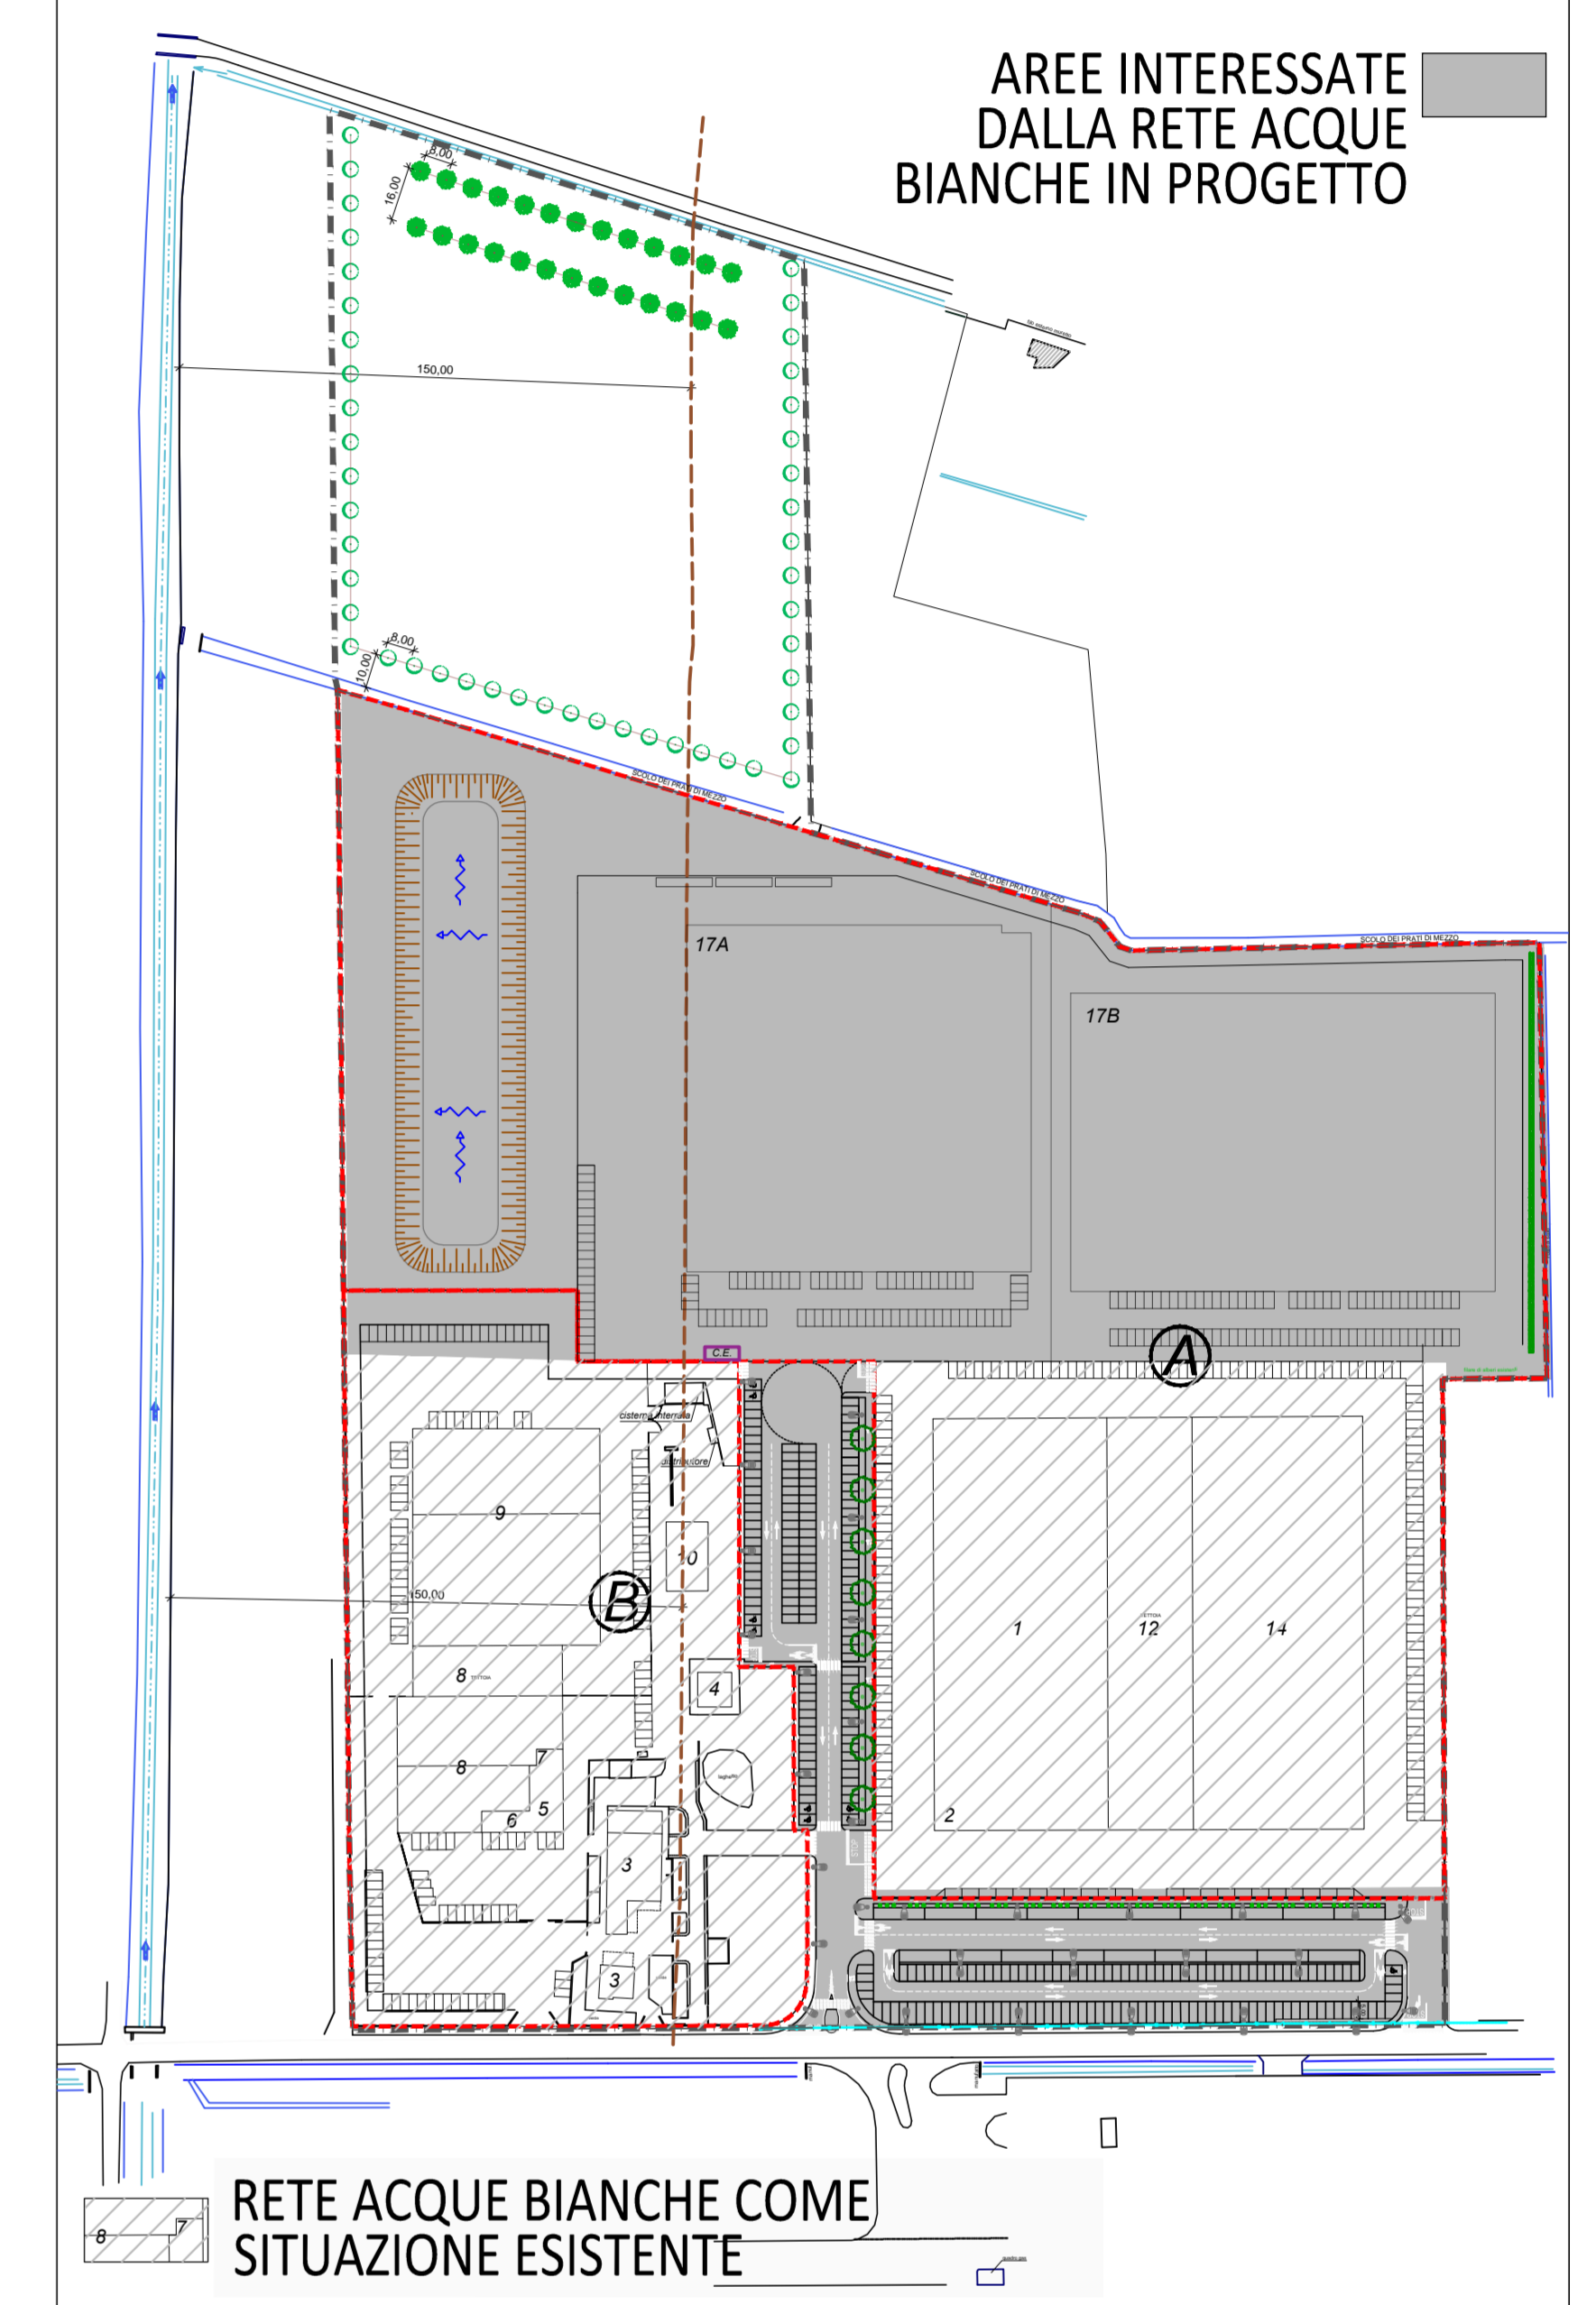 AREE INTERESSATE
DALLA RETE ACQUE
BIANCHE IN PROGETTO
8,00
16,00
150,00
8,00
10,00
SCOLO DEI PRATI DI MEZZO
SCOLO DEI PRATI DI MEZZO
SCOLO DEI PRATI DI MEZZO
17A
17B
C.E.
A
cisterna interrata
distributore
9
10
B
150,00
1
TETTOIA
12
14
8
TETTOIA
4
8
7
5
6
2
3
STOP
3
RETE ACQUE BIANCHE COME
SITUAZIONE ESISTENTE
8
7